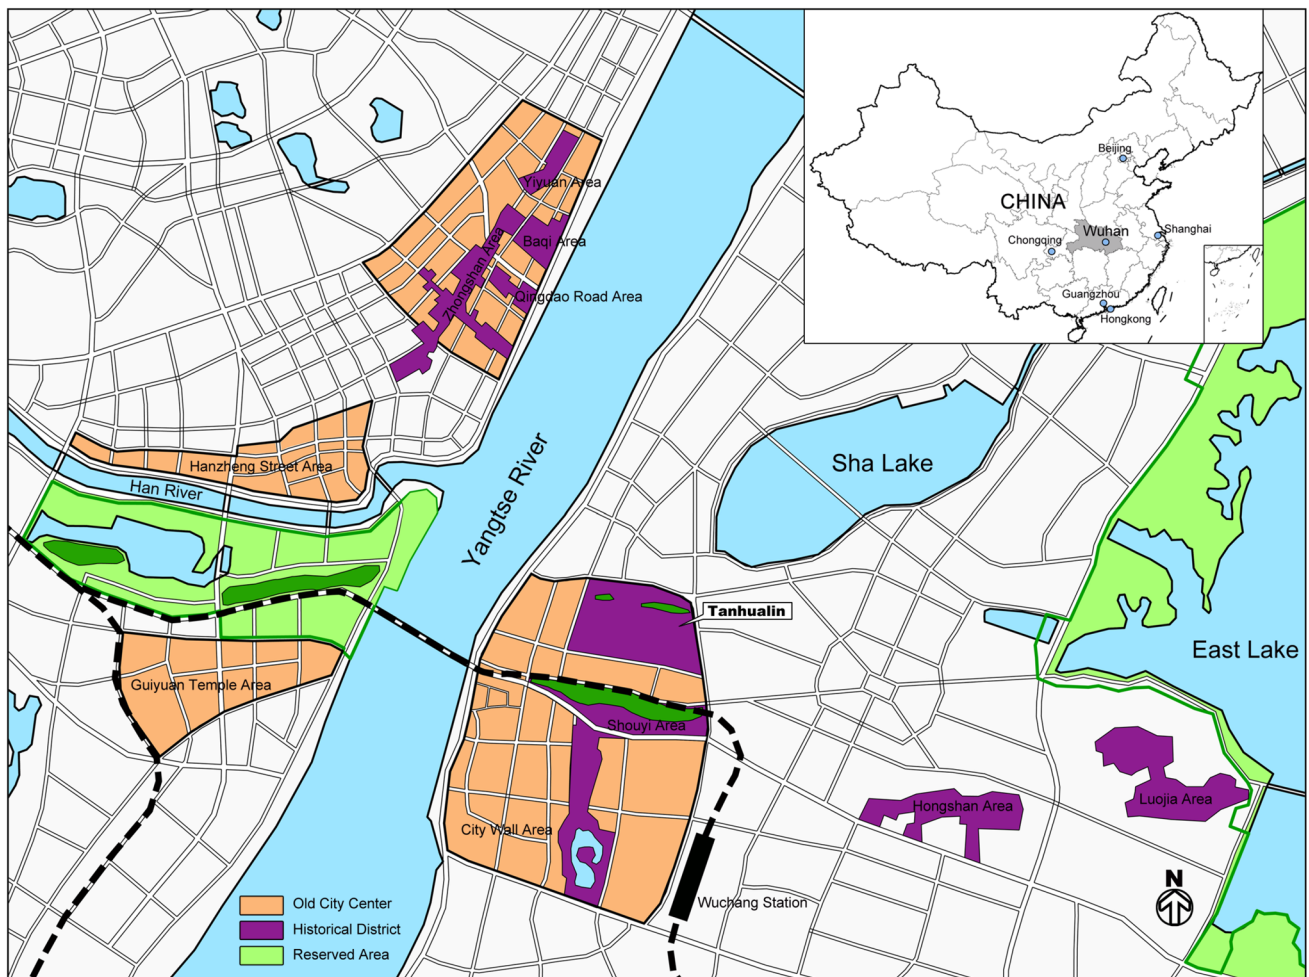 Beijing
CHINA
Wuhan
Shanghai
Chongqing
Guangzhou
Hongkong
Yiyuan Area
Baqi Area
Zhongshan Area
Qingdao Road Area
Hanzheng Street Area
Han River
Yangtse River
Sha Lake
Tanhualin
East Lake
Guiyuan Temple Area
Shouyi Area
Luojia Area
Hongshan Area
City Wall Area
N
Wuchang Station
Old City Center
Historical District
Reserved Area